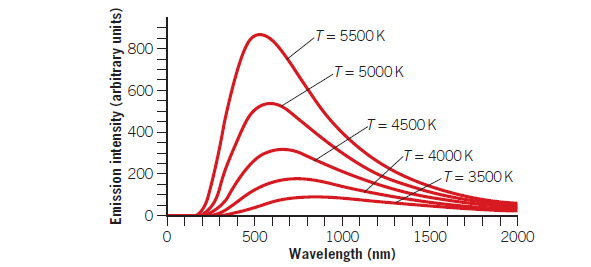 Emission intensity (arbitrary units)
800
600
400
200
0
T = 5500 K
T = 5000 K
T = 4500 K
T = 4000 K
T = 3500 K
0 500 1000 1500 2000
Wavelength (nm)